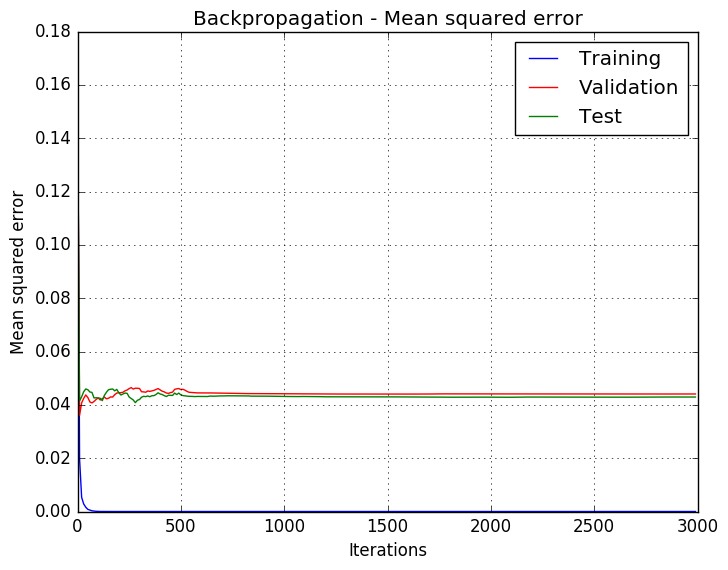 Backpropagation - Mean squared error
0.18
0.16
0.14
0.12
0.10
0.08
0.06
0.04
0.02
0.00
Mean squared error
Training
Validation
Test
0
500
1000
1500
2000
2500
3000
Iterations